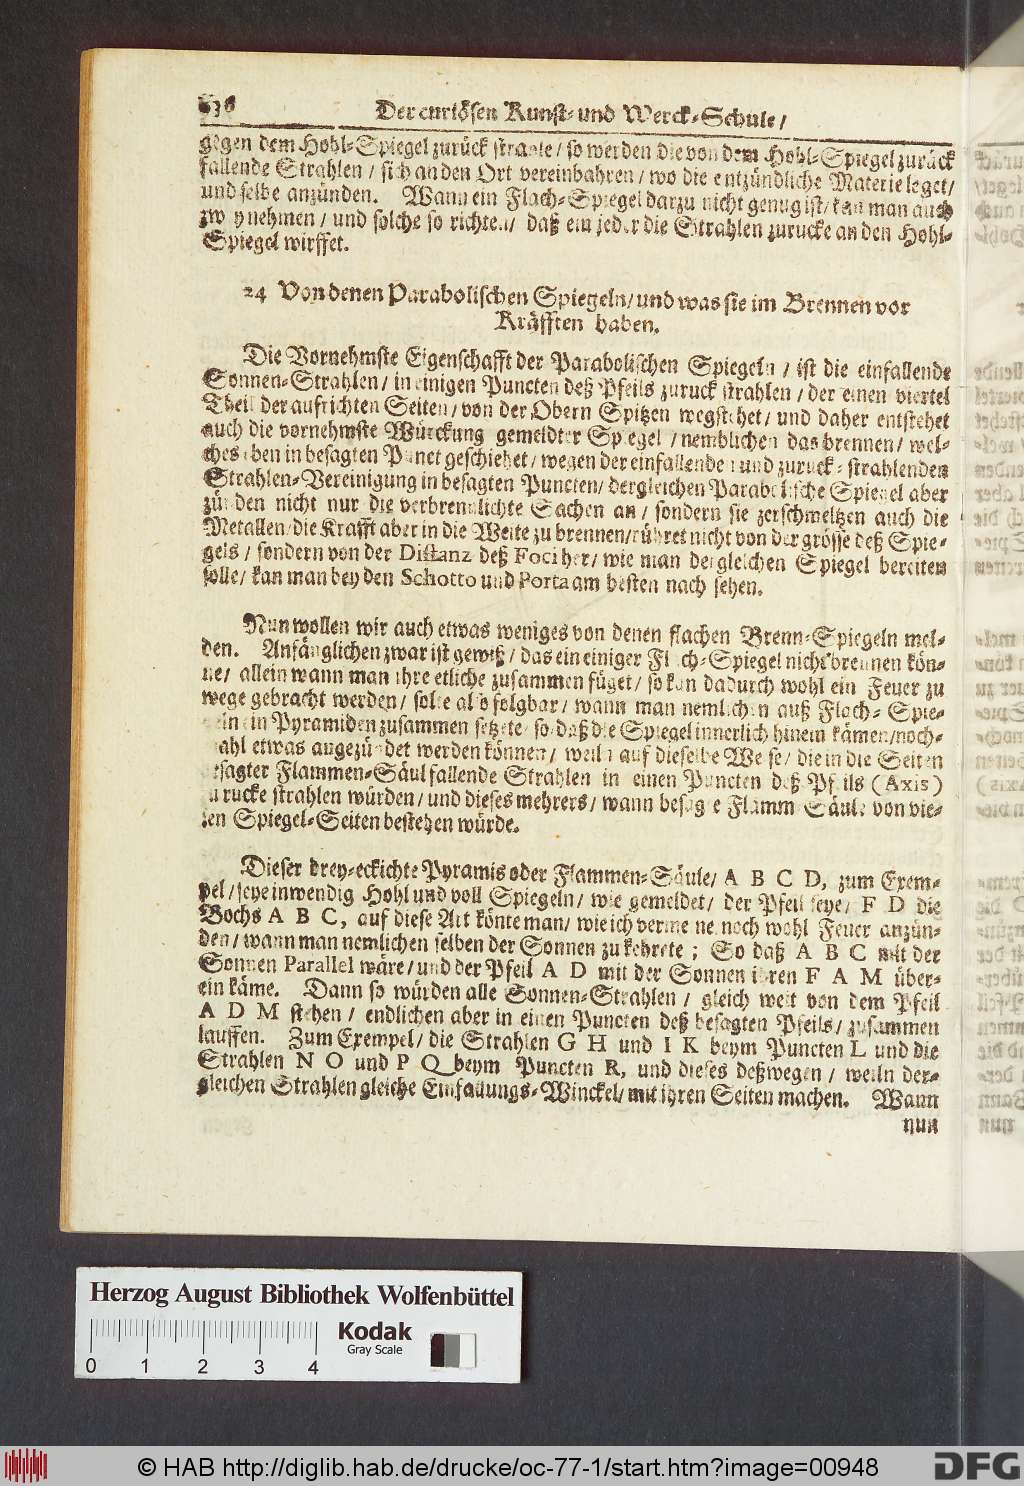 Der curiösen Kunst- und Werck-Schule/
gegen dem Hohl-Spiegel zurück strahle/ so werden die von dem Hohl-Spiegel zurück
fallende Strahlen / sich an den Ort vereinbahren / wo die entzündliche Materie leget/
und selbe anzünden. Wann ein Flach-Spiegel darzu nicht genug ist/ kan man auch
zwey nehmen / und solche so richten/ daß ein jeder die Strahlen zurucke an den Hohl-
Spiegel wirffet.
24 Von denen Parabolischen Spiegeln/ und was sie im Brennen vor
Kräfften haben.
Die Vornehmste Eigenschafft der Parabolischen Spiegeln / ist die einfallende
Sonnen-Strahlen/ in einigen Puncten deß Pfeils zuruck strahlen / der einen viertel
Theil der aufrichten Seiten/ von der Obern Spitzen wegstehet/ und daher entstehet
auch die vornehmste Würckung gemeldter Spiegel / nemblichen das brennen/ wel-
ches eben in besagten Punct geschiehet/ wegen der einfallenden und zuruck-strahlenden
Strahlen-Vereinigung in besagten Puncten/ dergleichen Parabolische Spiegel aber
zünden nicht nur die verbrennlichte Sachen an / sondern sie zerschmeltzen auch die
Metallen/ die Krafft aber in die Weite zu brennen/ rühret nicht von der grösse deß Spie-
gels / sondern von der Distanz deß Foci her/ wie man dergleichen Spiegel bereiten
solle/ kan man bey den Schotto und Porta am besten nach sehen.
Nun wollen wir auch etwas weniges von denen flachen Brenn-Spiegeln mel-
den. Anfänglichen zwar ist gewiß / das ein einiger Flach-Spiegel nicht brennen kön-
ne/ allein wann man ihre etliche zusammen füget/ so kan dadurch wohl ein Feuer zu
wege gebracht werden/ solte also folgbar / wann man nemlichen auß Flach-Spie-
geln ein Pyramiden zusammen setzete/ so daß die Spiegel innerlich hinein kämen/ noch-
mahl etwas angezündet werden können/ weiln auf dieselbe Weise/ die in die Seiten
besagter Flammen-Säul fallende Strahlen in einen Puncten deß Pfeils (Axis)
zurucke strahlen würden/ und dieses mehrers/ wann besagte Flamm-Säule von vie-
len Spiegel-Seiten bestehen würde.
Dieser drey-eckichte Pyramis oder Flammen-Säule/ A B C D, zum Exem-
pel/ seye inwendig Hohl und voll Spiegeln/ wie gemeldet/ der Pfeil seye/ F D die
Bochs A B C, auf diese Art könte man/ wie ich vermeine noch wohl Feuer anzün-
den/ wann man nemlichen selben der Sonnen zu kehrete ; So daß A B C mit der
Sonnen Parallel wäre/ und der Pfeil A D mit der Sonnen ihren F A M über-
ein käme. Dann so würden alle Sonnen-Strahlen / gleich weit von dem Pfeil
A D M stehen/ endlichen aber in einen Puncten deß besagten Pfeils/ zusammen
lauffen. Zum Exempel/ die Strahlen G H und I K beym Puncten L und die
Strahlen N O und P Q beym Puncten R, und dieses deßwegen/ weiln der-
gleichen Strahlen gleiche Einfallungs-Winckel/ mit ihren Seiten machen. Wann
nun
Herzog August Bibliothek Wolfenbüttel
Kodak
Gray Scale
0 1 2 3 4
© HAB http://diglib.hab.de/drucke/oc-77-1/start.htm?image=00948
DFG